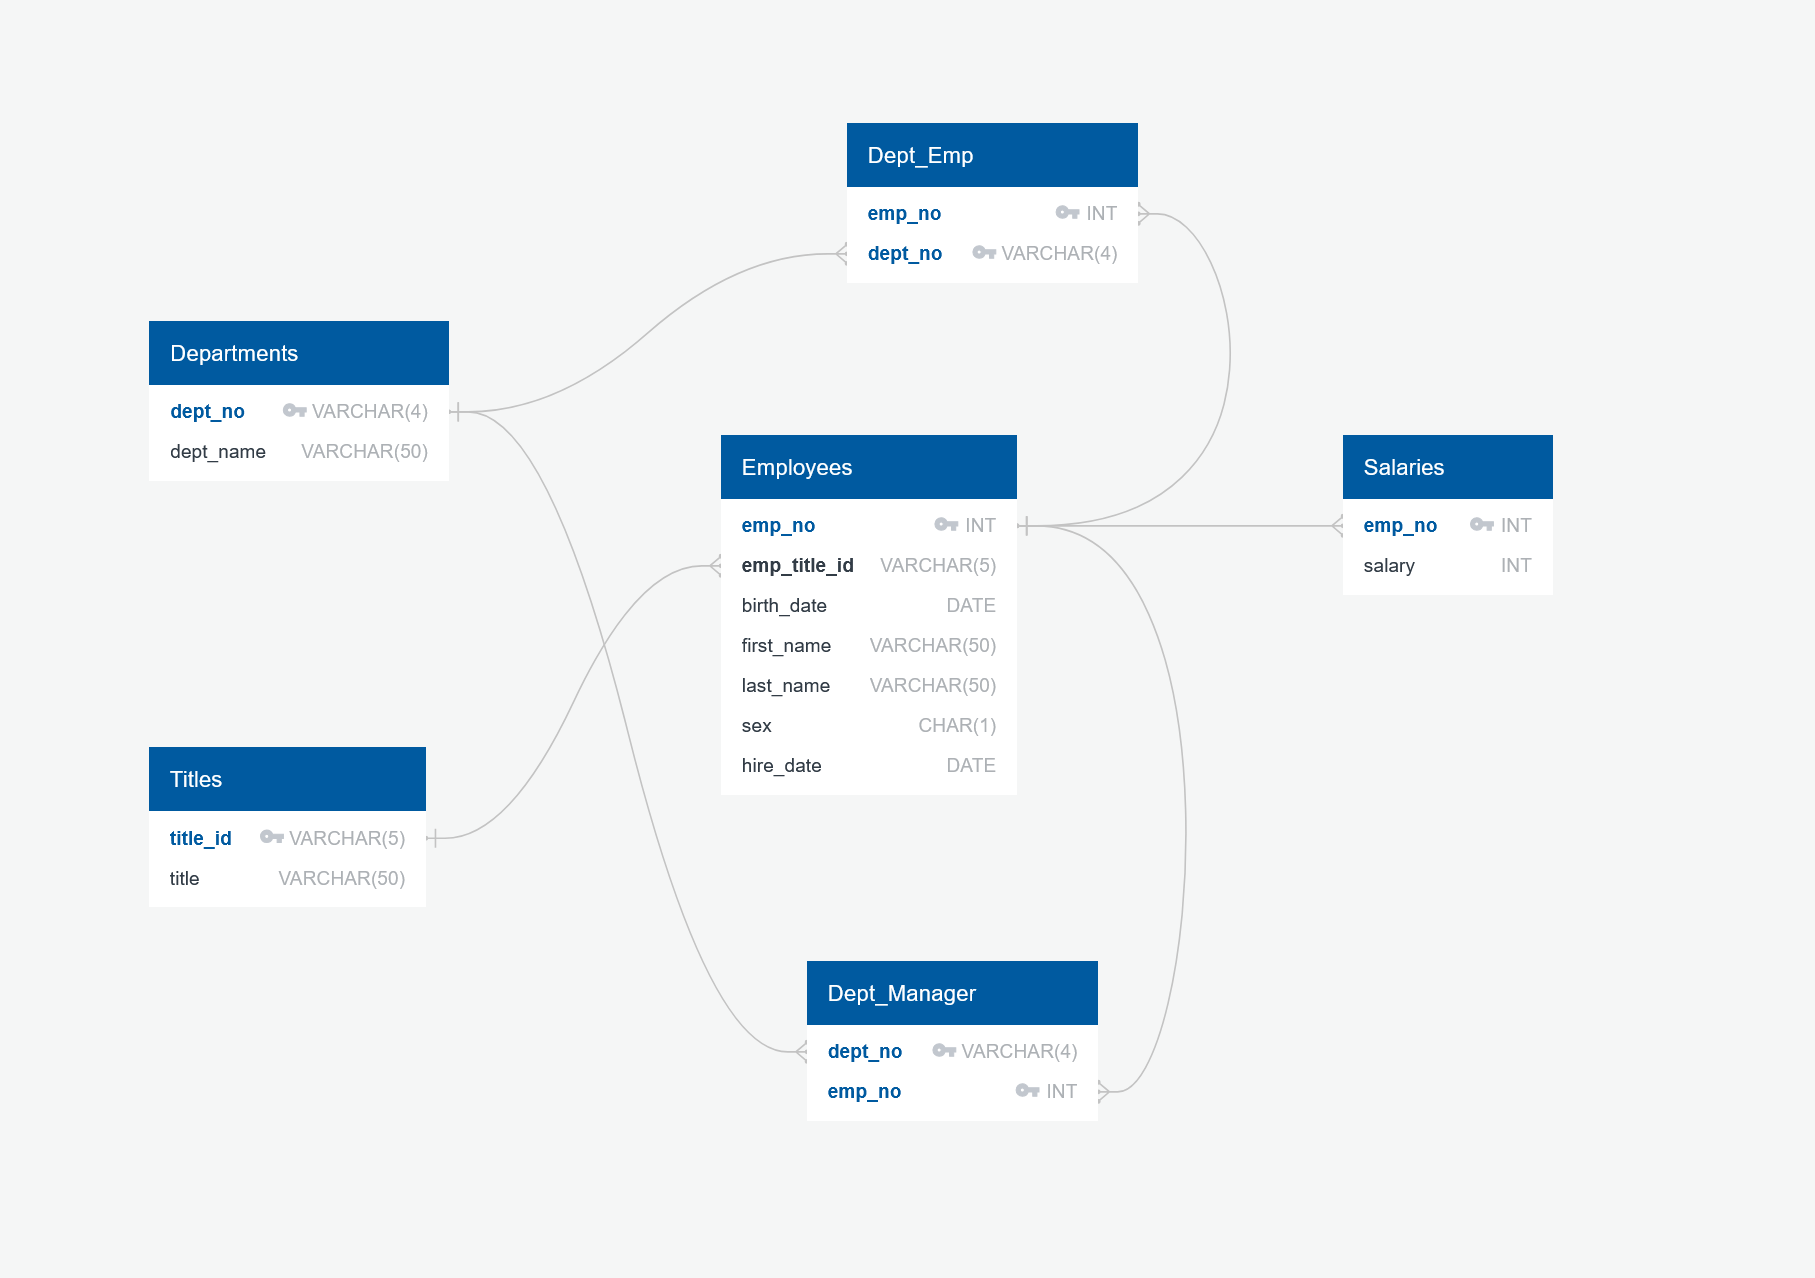 Dept_Emp
emp_no INT
dept_no VARCHAR(4)
Departments
dept_no VARCHAR(4)
dept_name VARCHAR(50)
Employees
emp_no INT
emp_title_id VARCHAR(5)
birth_date DATE
first_name VARCHAR(50)
last_name VARCHAR(50)
sex CHAR(1)
hire_date DATE
Salaries
emp_no INT
salary INT
Titles
title_id VARCHAR(5)
title VARCHAR(50)
Dept_Manager
dept_no VARCHAR(4)
emp_no INT